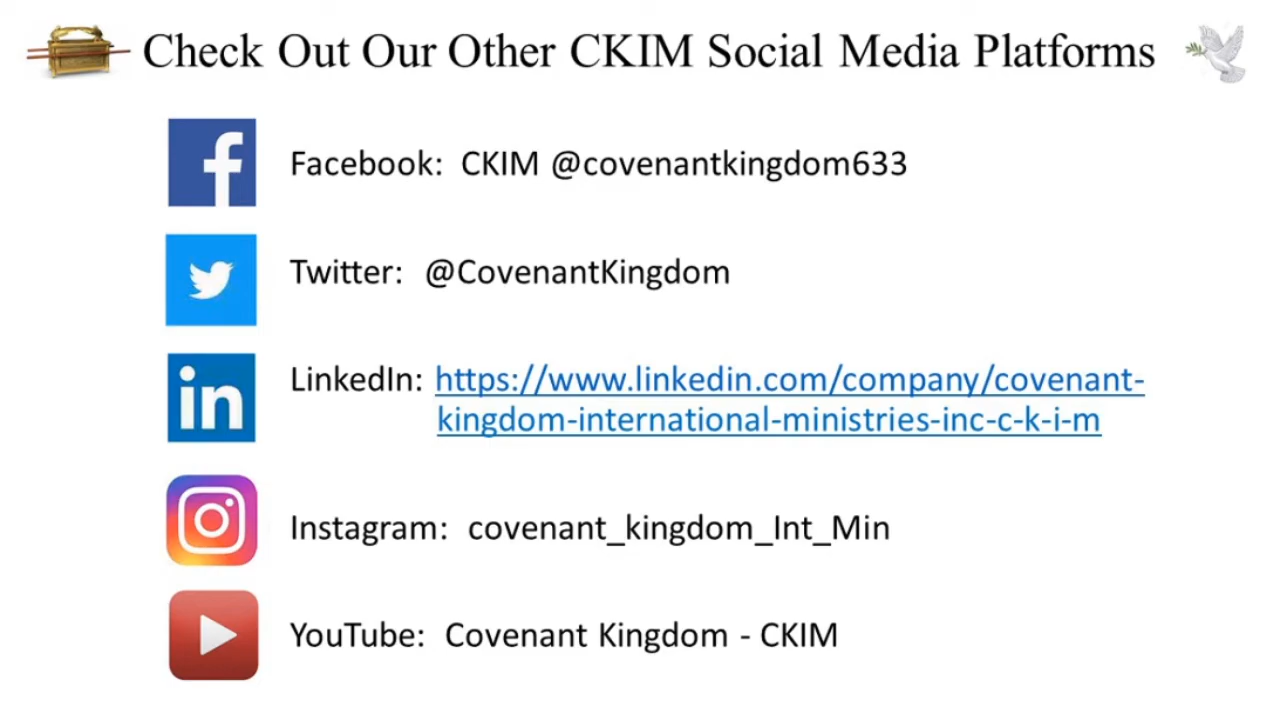 Check Out Our Other CKIM Social Media Platforms
Facebook: CKIM @covenantkingdom633
Twitter: @CovenantKingdom
LinkedIn: https://www.linkedin.com/company/covenant-
kingdom-international-ministries-inc-c-k-i-m
Instagram: covenant_kingdom_Int_Min
YouTube: Covenant Kingdom - CKIM